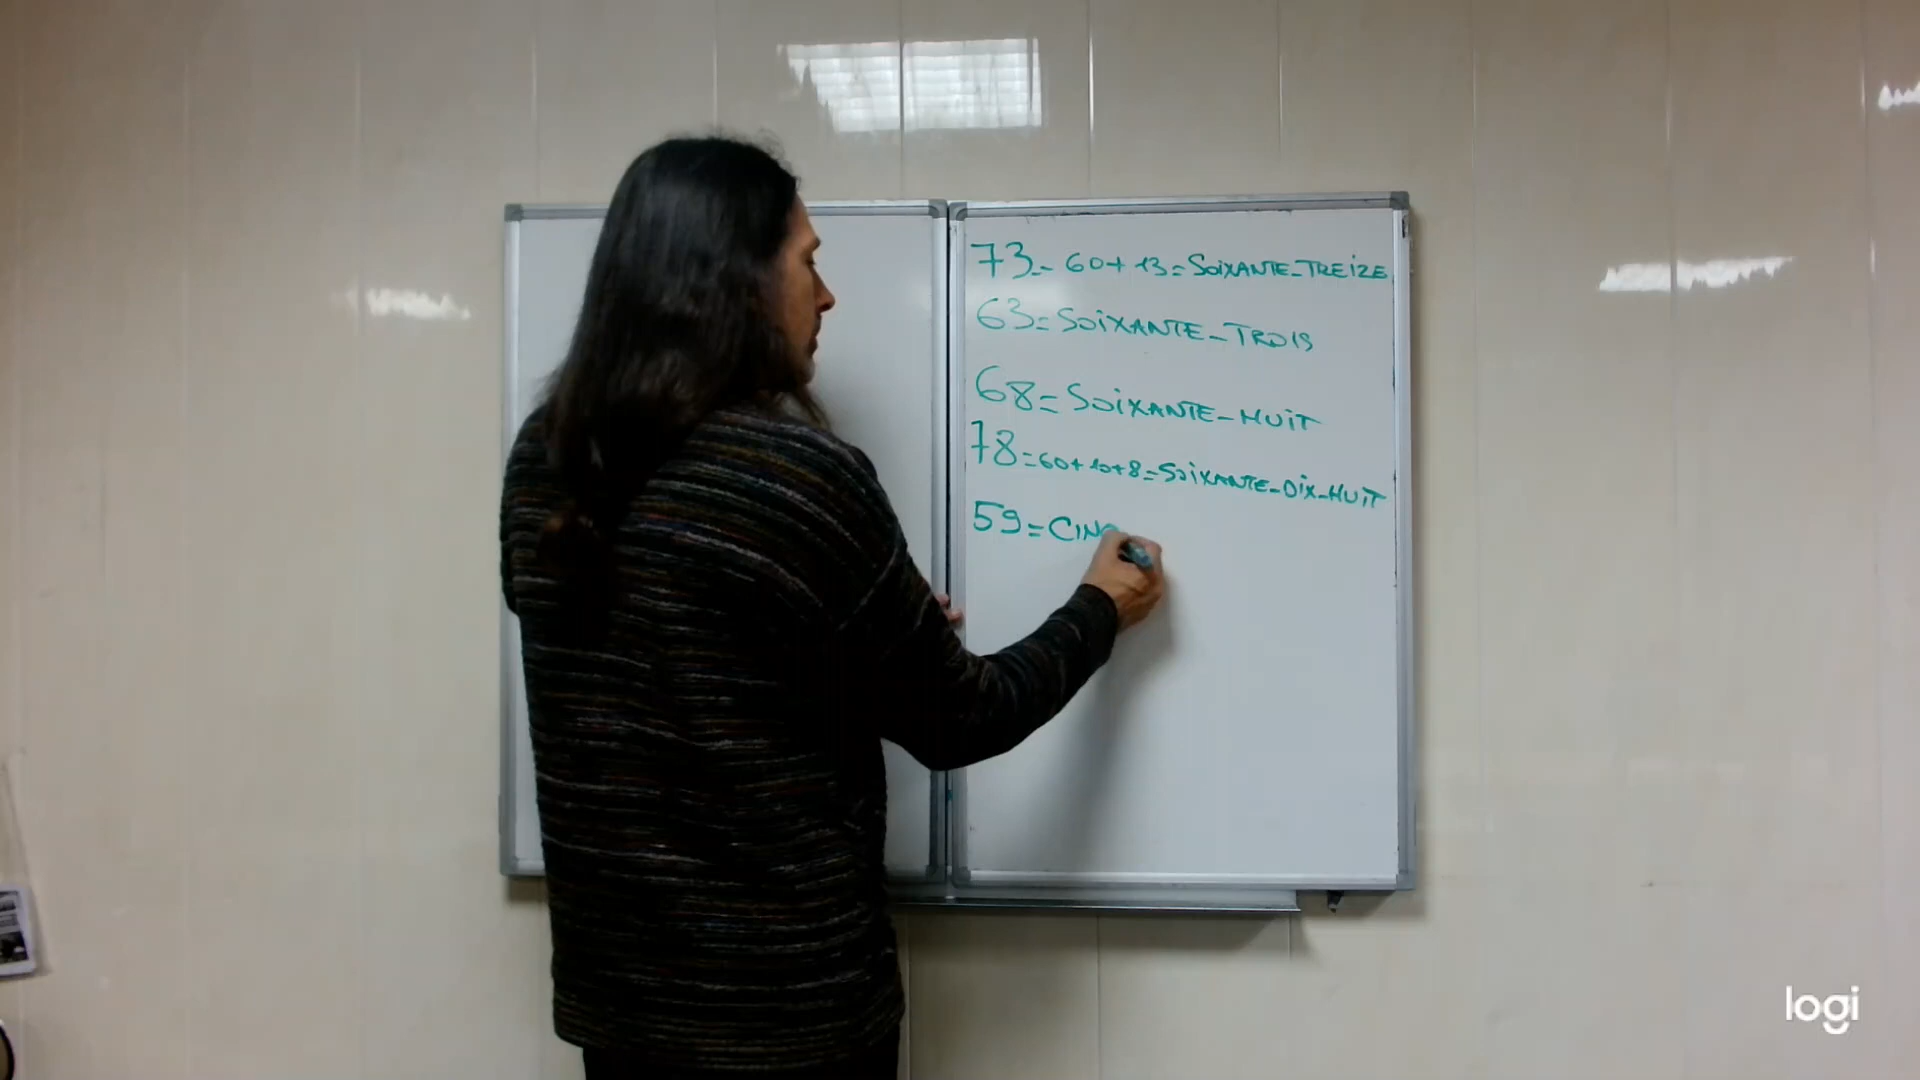 73= 60+13=SOIXANTE-TREIZE
63=SOIXANTE-TROIS
68=SOIXANTE-HUIT
78=60+10+8=SOIXANTE-DIX-HUIT
59=CINQ
logi